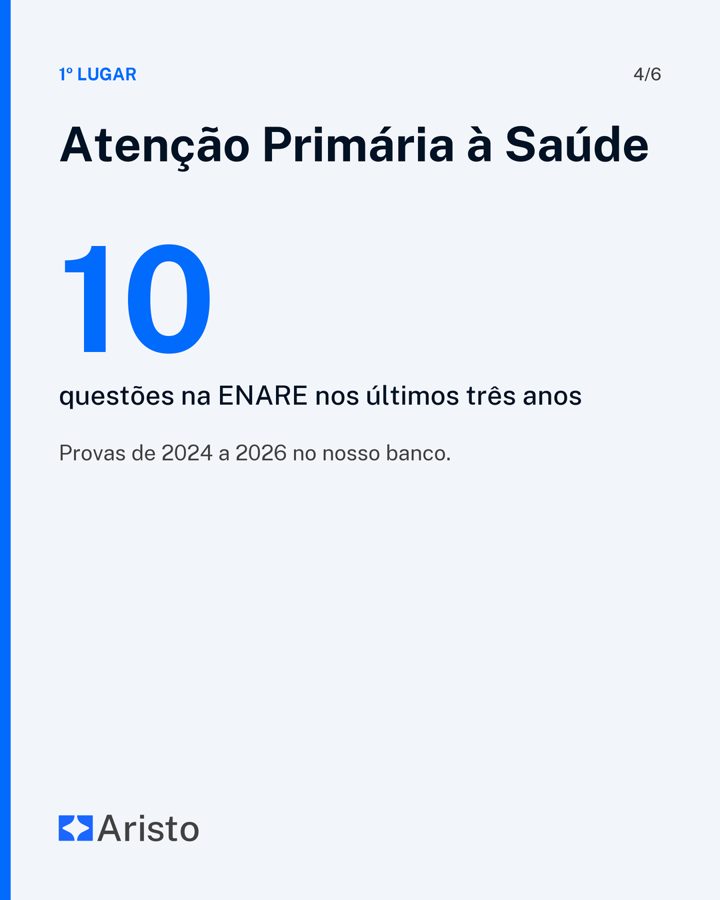 1º LUGAR
4/6
Atenção Primária à Saúde
10
questões na ENARE nos últimos três anos
Provas de 2024 a 2026 no nosso banco.
Aristo